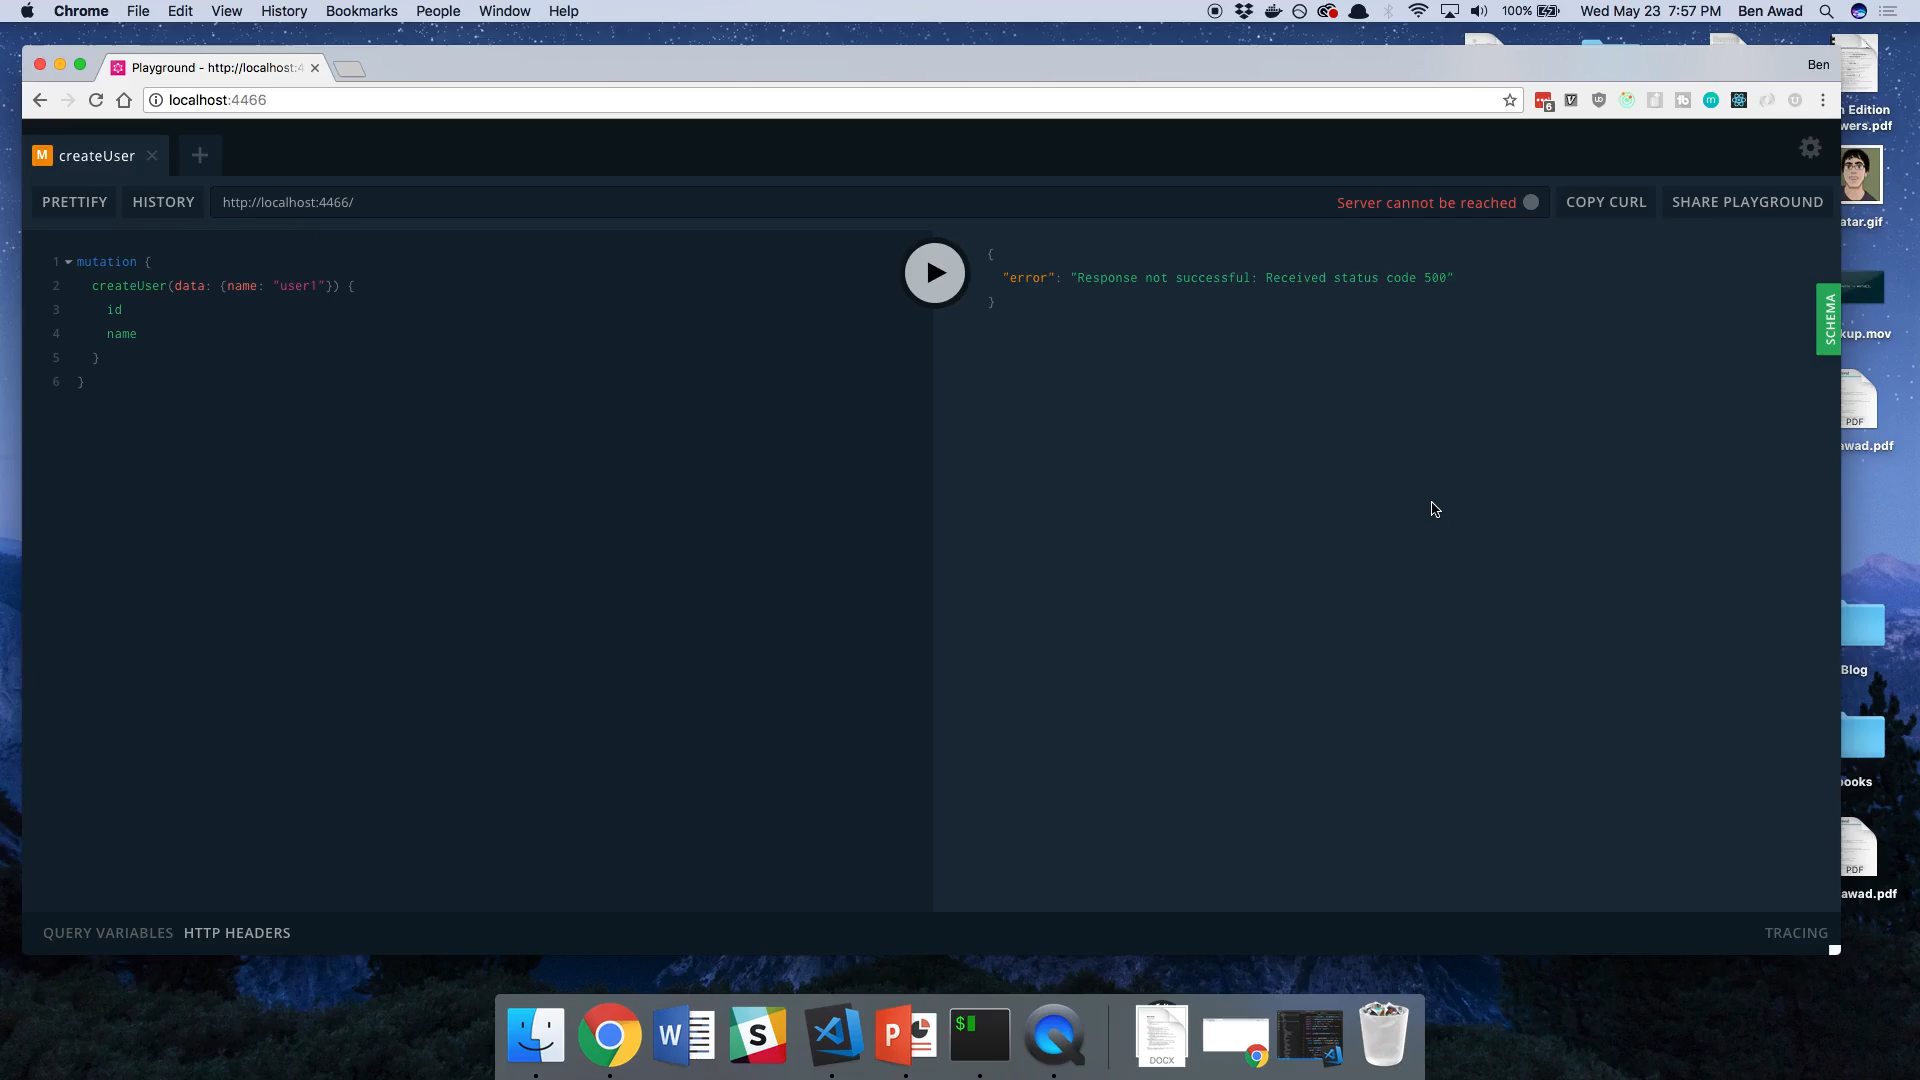 Chrome File Edit View History Bookmarks People Window Help 100% Wed May 23 7:57 PM Ben Awad
Playground - http://localhost:4
Ben
localhost:4466
6
M createUser
PRETTIFY HISTORY http://localhost:4466/ Server cannot be reached COPY CURL SHARE PLAYGROUND
1 mutation {
2 createUser(data: {name: "user1"}) {
3 id
4 name
5 }
6 }
{
"error": "Response not successful: Received status code 500"
}
SCHEMA
Edition
wers.pdf
atar.gif
kup.mov
PDF
awad.pdf
Blog
ooks
PDF
awad.pdf
QUERY VARIABLES HTTP HEADERS TRACING
W
S
P
$
DOCX